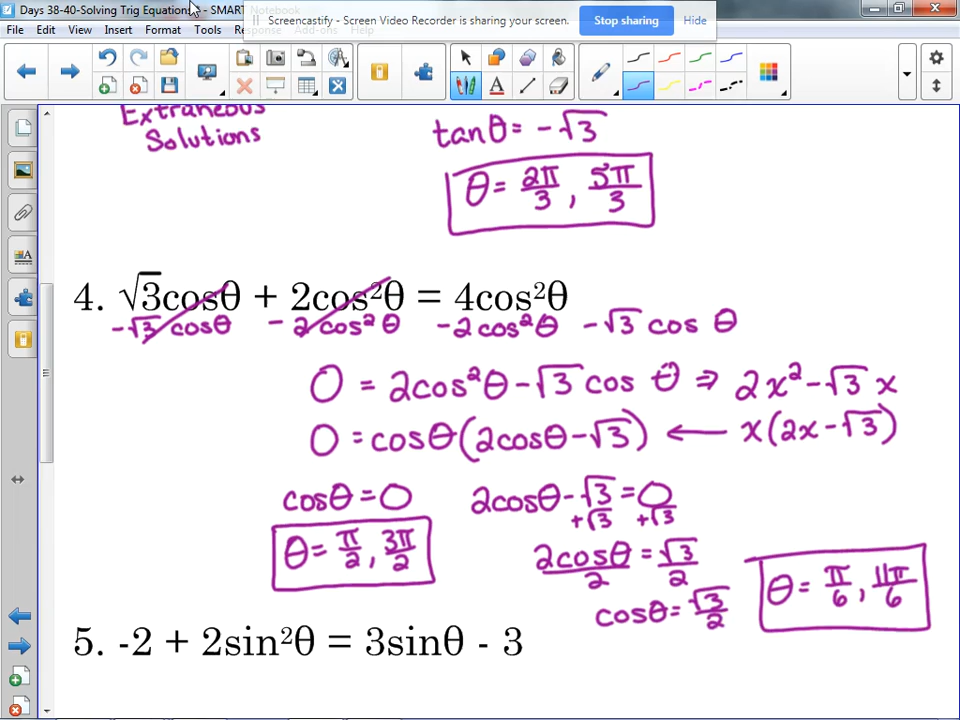 Days 38-40-Solving Trig Equations - SMART Notebook
Screencastify - Screen Video Recorder is sharing your screen. Stop sharing Hide
File Edit View Insert Format Tools Response Add-ons Help
Extraneous
Solutions
tanθ = -√3
θ = 2π/3, 5π/3
4. √3cosθ + 2cos²θ = 4cos²θ
-√3 cosθ - 2 cos²θ -2cos²θ -√3 cos θ
0 = 2cos²θ - √3 cos θ ⇒ 2x² - √3 x
0 = cosθ(2cosθ - √3) ← x(2x - √3)
cosθ = 0
θ = π/2, 3π/2
2cosθ - √3 = 0
+√3 +√3
2cosθ/2 = √3/2
cosθ = √3/2
θ = π/6, 11π/6
5. -2 + 2sin²θ = 3sinθ - 3